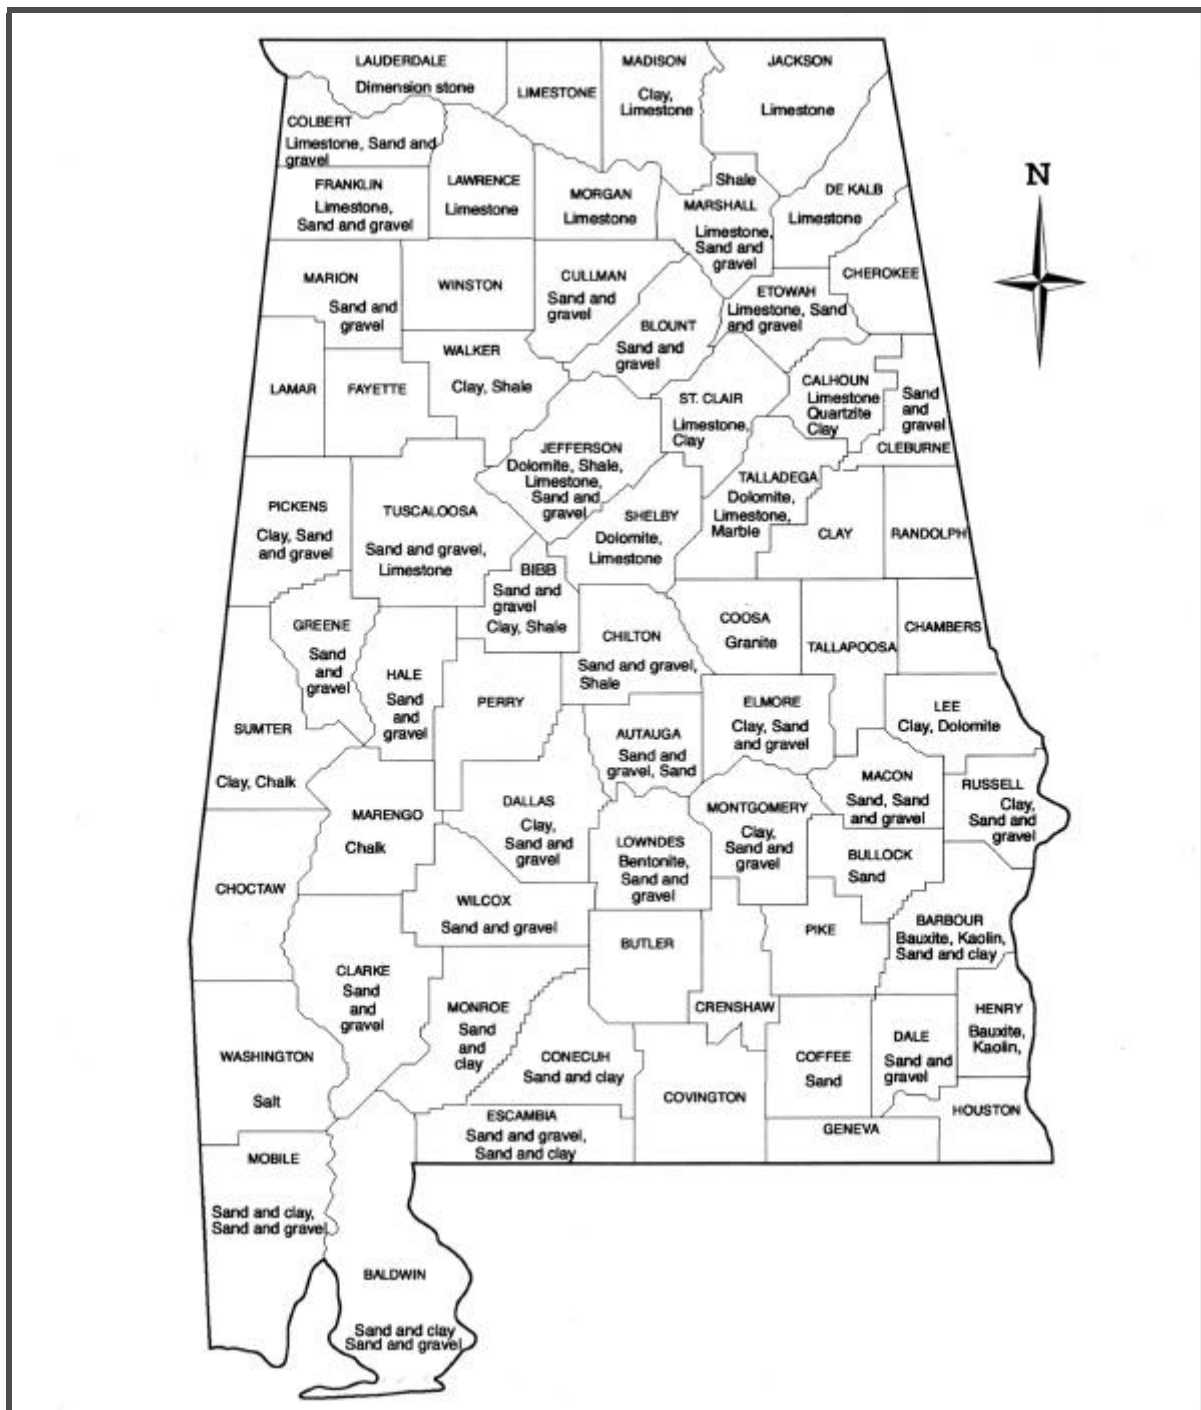 LAUDERDALE
Dimension stone
LIMESTONE
MADISON
Clay,
Limestone
JACKSON
Limestone
COLBERT
Limestone, Sand and
gravel
FRANKLIN
Limestone,
Sand and gravel
LAWRENCE
Limestone
MORGAN
Limestone
Shale
MARSHALL
Limestone,
Sand and
gravel
DE KALB
Limestone
N
MARION
Sand and
gravel
WINSTON
CULLMAN
Sand and
gravel
BLOUNT
Sand and
gravel
ETOWAH
Limestone, Sand
and gravel
CHEROKEE
LAMAR
FAYETTE
WALKER
Clay, Shale
JEFFERSON
Dolomite, Shale,
Limestone,
Sand and
gravel
ST. CLAIR
Limestone,
Clay
CALHOUN
Limestone
Quartzite
Clay
Sand
and
gravel
CLEBURNE
PICKENS
Clay, Sand
and gravel
TUSCALOOSA
Sand and gravel,
Limestone
SHELBY
Dolomite,
Limestone
TALLADEGA
Dolomite,
Limestone,
Marble
CLAY
RANDOLPH
BIBB
Sand and
gravel
Clay, Shale
GREENE
Sand
and
gravel
HALE
Sand
and
gravel
PERRY
CHILTON
Sand and gravel,
Shale
COOSA
Granite
TALLAPOOSA
CHAMBERS
SUMTER
Clay, Chalk
AUTAUGA
Sand and
gravel, Sand
ELMORE
Clay, Sand
and gravel
LEE
Clay, Dolomite
MARENGO
Chalk
DALLAS
Clay,
Sand and
gravel
LOWNDES
Bentonite,
Sand and
gravel
MONTGOMERY
Clay,
Sand and
gravel
MACON
Sand, Sand
and gravel
RUSSELL
Clay,
Sand and
gravel
BULLOCK
Sand
CHOCTAW
WILCOX
Sand and gravel
BUTLER
PIKE
BARBOUR
Bauxite, Kaolin,
Sand and clay
CLARKE
Sand
and
gravel
MONROE
Sand
and
clay
CRENSHAW
HENRY
Bauxite,
Kaolin,
WASHINGTON
Salt
CONECUH
Sand and clay
COVINGTON
COFFEE
Sand
DALE
Sand and
gravel
HOUSTON
ESCAMBIA
Sand and gravel,
Sand and clay
GENEVA
MOBILE
Sand and clay,
Sand and gravel
BALDWIN
Sand and clay
Sand and gravel